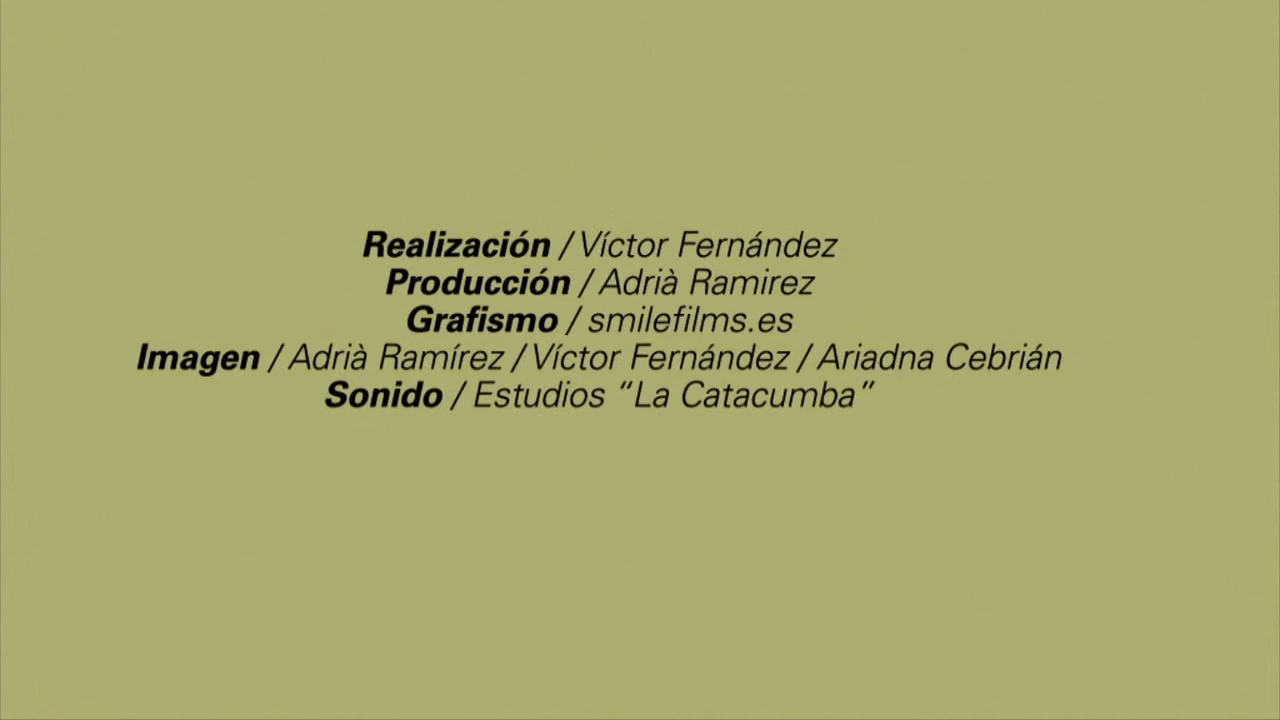 Realización / Víctor Fernández
Producción / Adrià Ramirez
Grafismo / smilefilms.es
Imagen / Adrià Ramírez / Víctor Fernández / Ariadna Cebrián
Sonido / Estudios “La Catacumba”